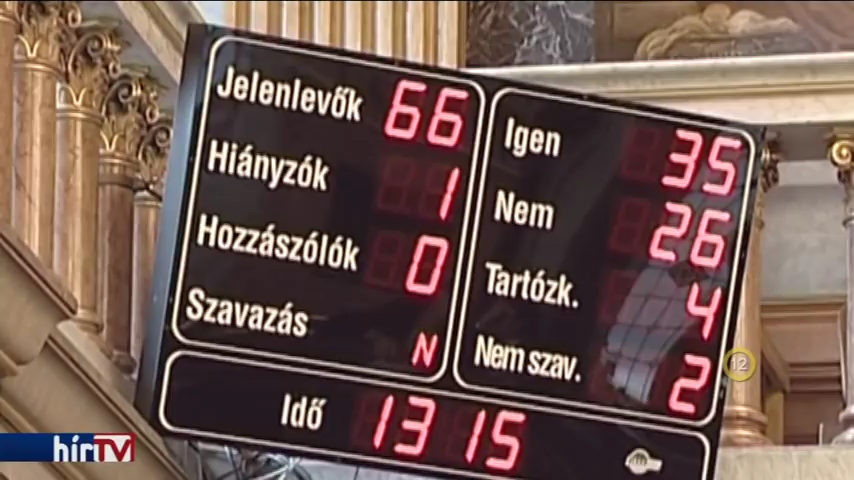 Jelenlevők 66
Hiányzók 1
Hozzászólók 0
Szavazás N
Igen 35
Nem 26
Tartózk. 4
Nem szav. 2
Idő 13 15
12
hírTV